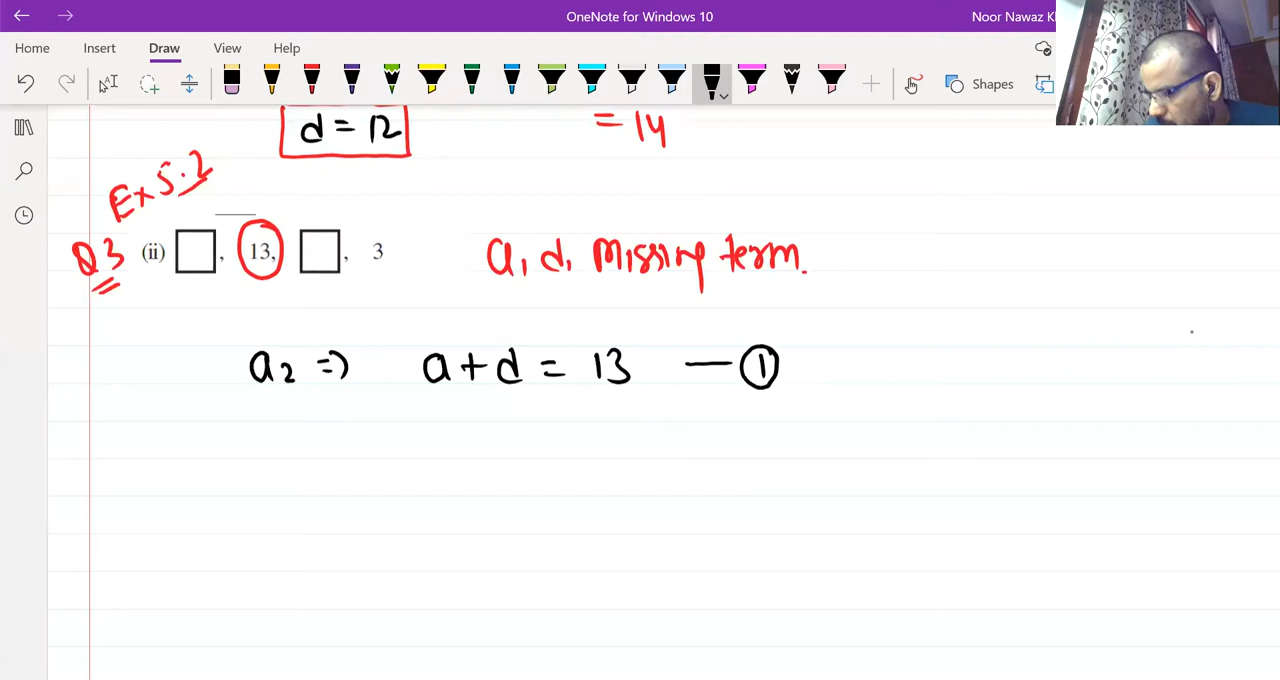 OneNote for Windows 10
Noor Nawaz Kh
Home Insert Draw View Help
Shapes
d = 12
= 14
Ex 5.2
Q3 (ii) □, 13, □, 3
a, d, Missing term.
a₂ ⇒ a + d = 13 — ①